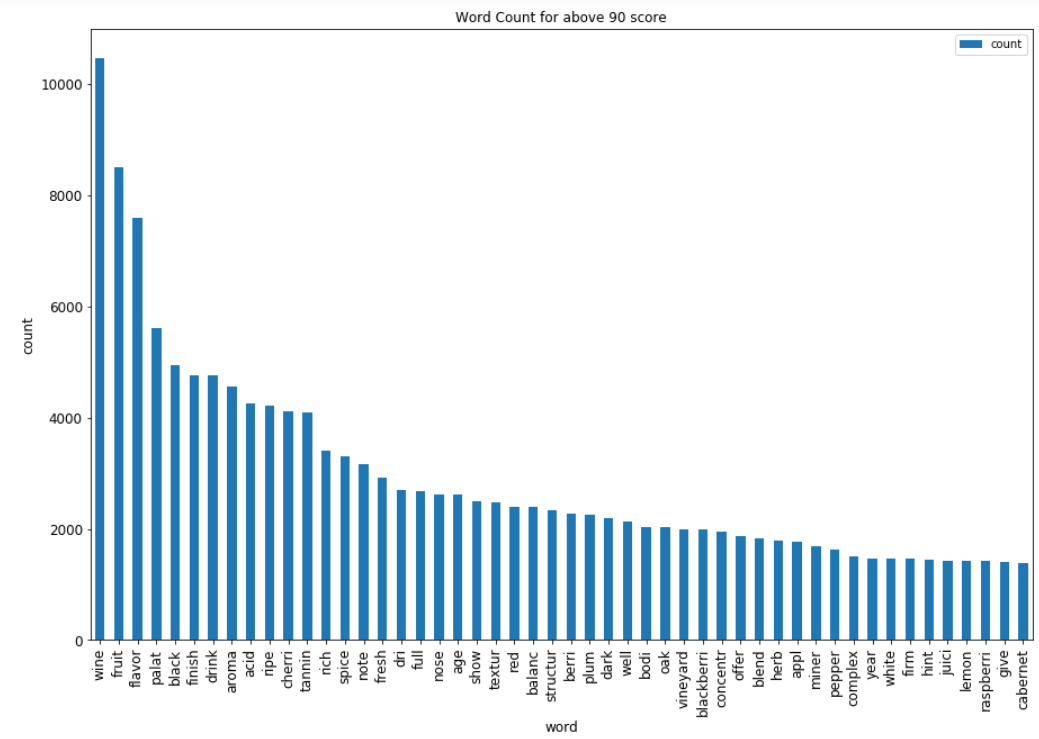 Word Count for above 90 score
count
10000
8000
6000
4000
2000
0
count
wine
fruit
flavor
palat
black
finish
drink
aroma
acid
ripe
cherri
tannin
rich
spice
note
fresh
dri
full
nose
age
show
textur
red
balanc
structur
berri
plum
dark
well
bodi
oak
vineyard
blackberri
concentr
offer
blend
herb
appl
miner
pepper
complex
year
white
firm
hint
juici
lemon
raspberri
give
cabernet
word